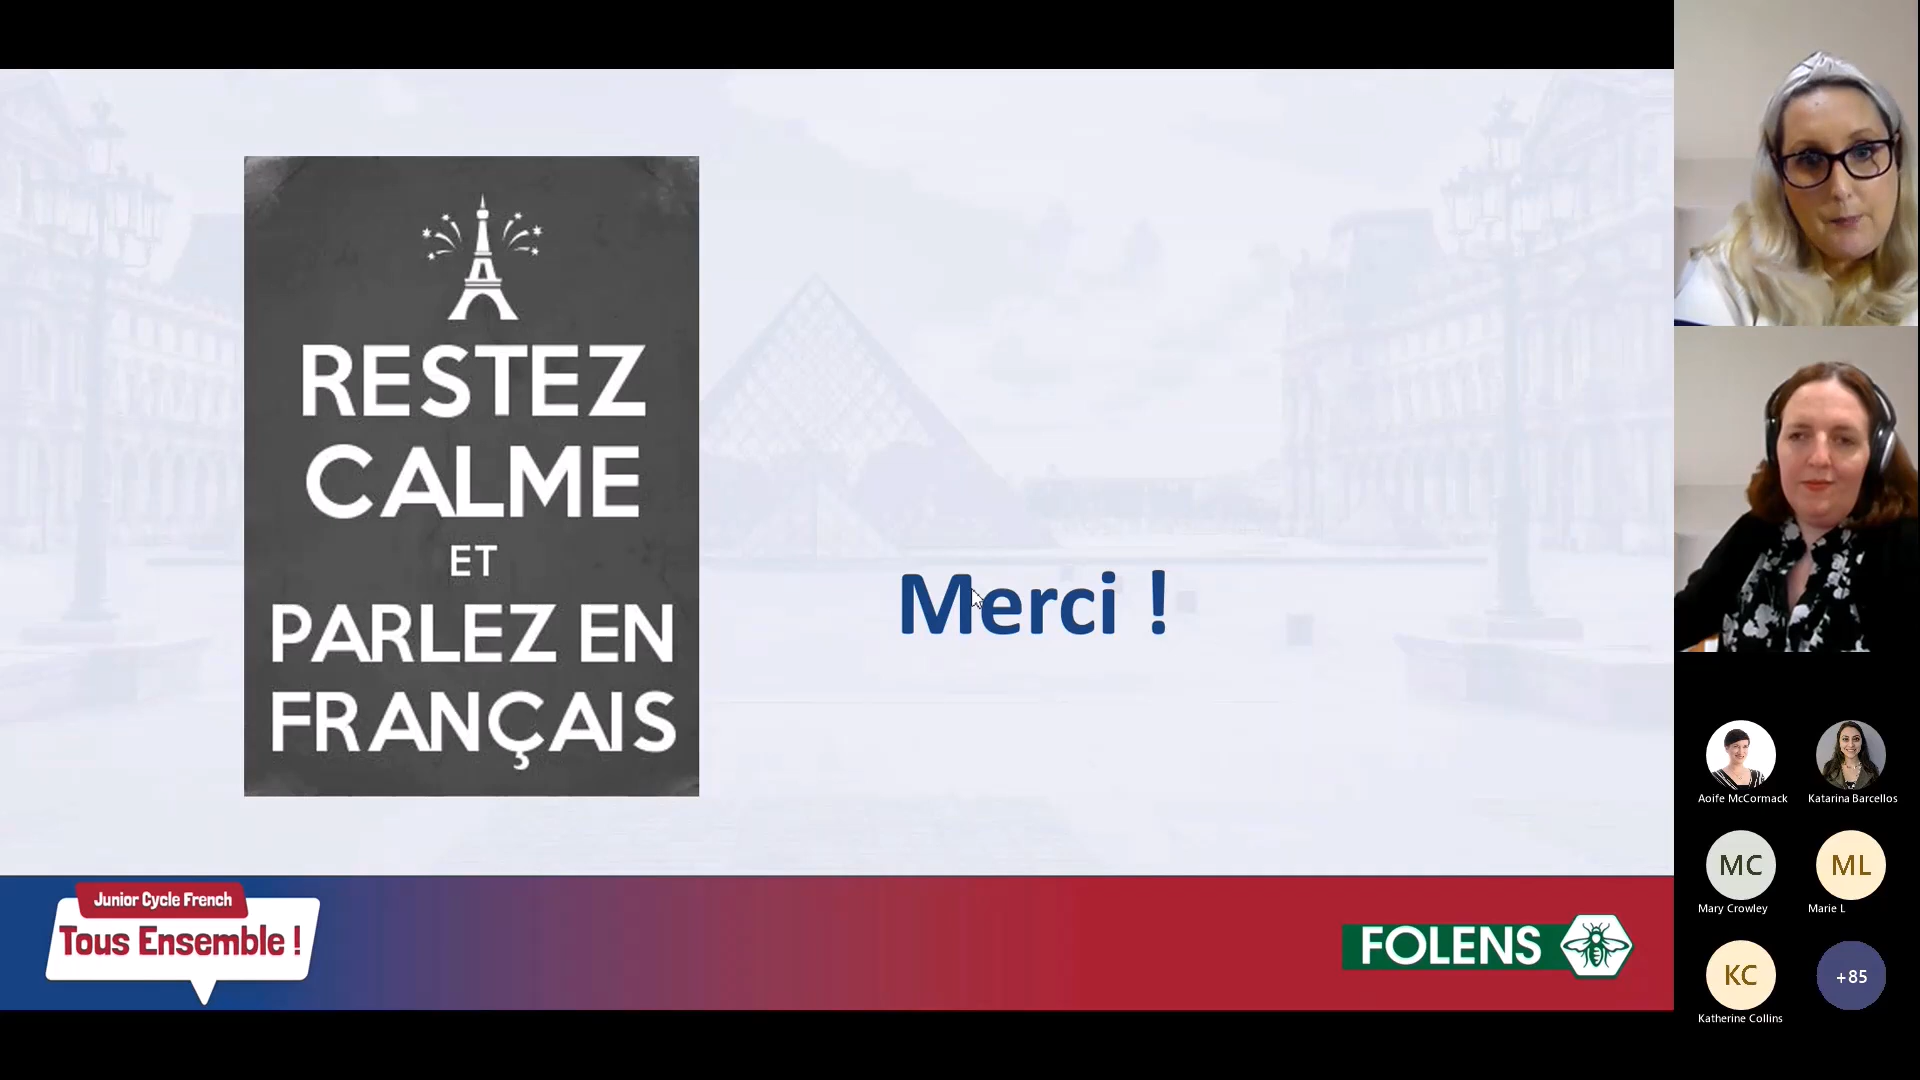 RESTEZ
CALME
ET
PARLEZ EN
FRANÇAIS
Merci !
Junior Cycle French
Tous Ensemble !
FOLENS
Aoife McCormack
Katarina Barcellos
MC
ML
Mary Crowley
Marie L
KC
+85
Katherine Collins